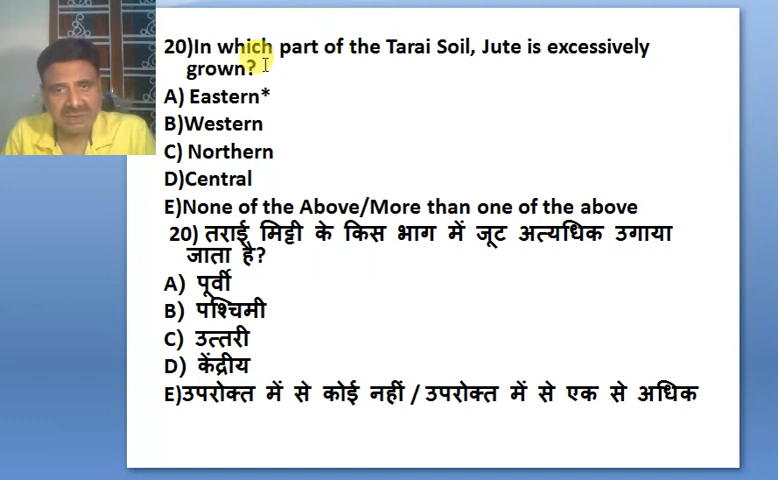 20)In which part of the Tarai Soil, Jute is excessively
grown?
A) Eastern*
B)Western
C) Northern
D)Central
E)None of the Above/More than one of the above
20) तराई मिट्टी के किस भाग में जूट अत्यधिक उगाया
जाता है?
A) पूर्वी
B) पश्चिमी
C) उत्तरी
D) केंद्रीय
E)उपरोक्त में से कोई नहीं / उपरोक्त में से एक से अधिक